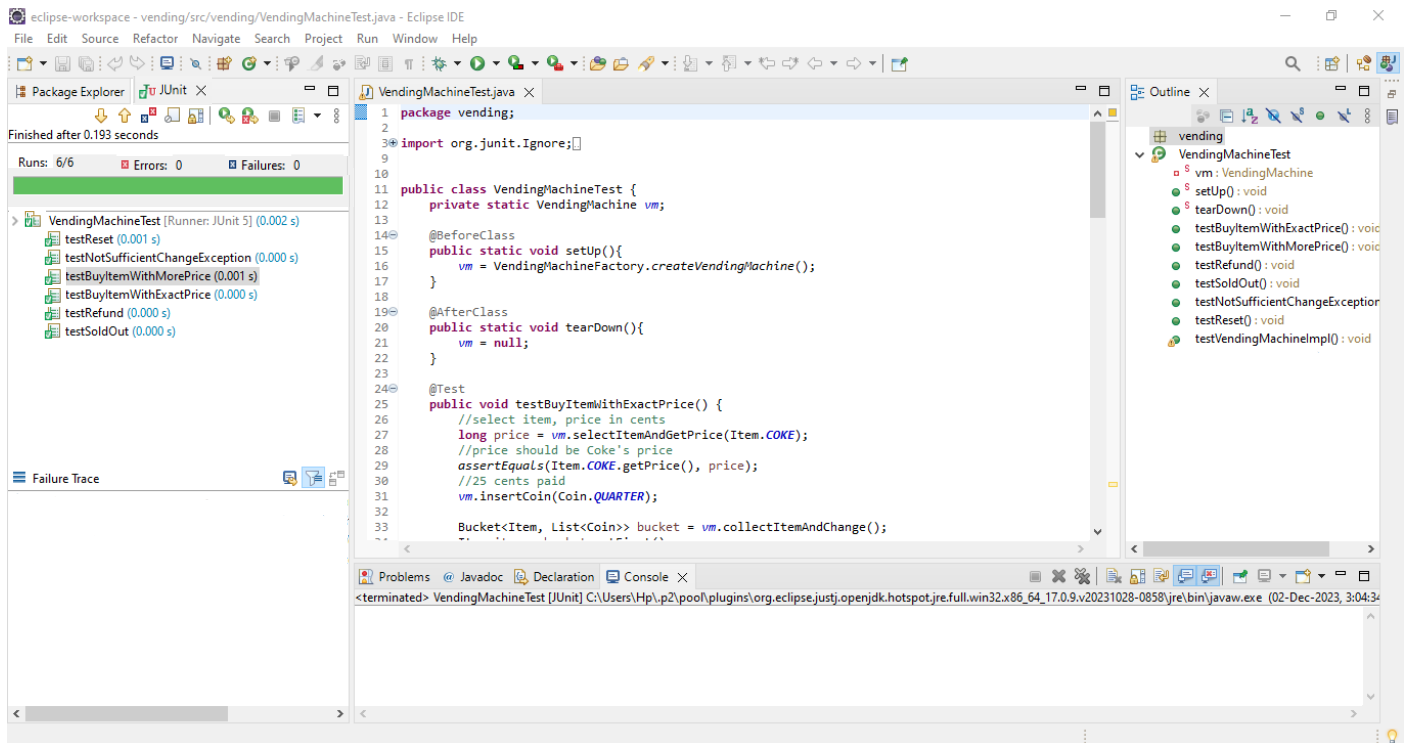 eclipse-workspace - vending/src/vending/VendingMachineTest.java - Eclipse IDE
File Edit Source Refactor Navigate Search Project Run Window Help
Package Explorer JUnit
Finished after 0.193 seconds
Runs: 6/6 Errors: 0 Failures: 0
VendingMachineTest [Runner: JUnit 5] (0.002 s)
testReset (0.001 s)
testNotSufficientChangeException (0.000 s)
testBuyItemWithMorePrice (0.001 s)
testBuyItemWithExactPrice (0.000 s)
testRefund (0.000 s)
testSoldOut (0.000 s)
Failure Trace
VendingMachineTest.java
1 package vending;
2
3 import org.junit.Ignore;
9
10
11 public class VendingMachineTest {
12 private static VendingMachine vm;
13
14 @BeforeClass
15 public static void setUp(){
16 vm = VendingMachineFactory.createVendingMachine();
17 }
18
19 @AfterClass
20 public static void tearDown(){
21 vm = null;
22 }
23
24 @Test
25 public void testBuyItemWithExactPrice() {
26 //select item, price in cents
27 long price = vm.selectItemAndGetPrice(Item.COKE);
28 //price should be Coke's price
29 assertEquals(Item.COKE.getPrice(), price);
30 //25 cents paid
31 vm.insertCoin(Coin.QUARTER);
32
33 Bucket<Item, List<Coin>> bucket = vm.collectItemAndChange();
Outline
vending
VendingMachineTest
vm : VendingMachine
setUp() : void
tearDown() : void
testBuyItemWithExactPrice() : void
testBuyItemWithMorePrice() : void
testRefund() : void
testSoldOut() : void
testNotSufficientChangeException
testReset() : void
testVendingMachineImpl() : void
Problems Javadoc Declaration Console
<terminated> VendingMachineTest [JUnit] C:\Users\Hp\.p2\pool\plugins\org.eclipse.justj.openjdk.hotspot.jre.full.win32.x86_64_17.0.9.v20231028-0858\jre\bin\javaw.exe (02-Dec-2023, 3:04:34